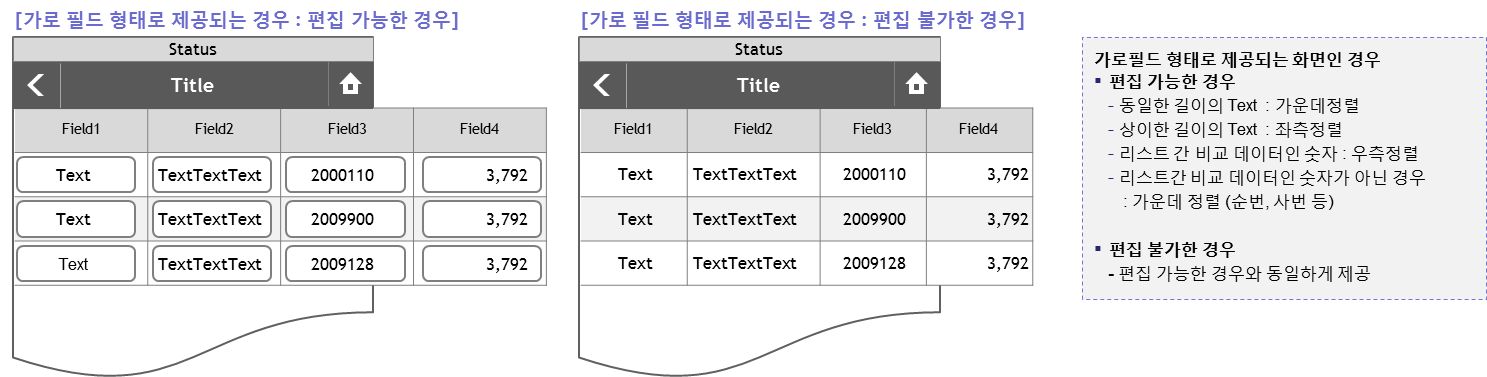 [가로 필드 형태로 제공되는 경우 : 편집 가능한 경우]
Status
Title
Field1 Field2 Field3 Field4
Text TextTextText 2000110 3,792
Text TextTextText 2009900 3,792
Text TextTextText 2009128 3,792
[가로 필드 형태로 제공되는 경우 : 편집 불가한 경우]
Status
Title
Field1 Field2 Field3 Field4
Text TextTextText 2000110 3,792
Text TextTextText 2009900 3,792
Text TextTextText 2009128 3,792
가로필드 형태로 제공되는 화면인 경우
▪ 편집 가능한 경우
- 동일한 길이의 Text : 가운데정렬
- 상이한 길이의 Text : 좌측정렬
- 리스트 간 비교 데이터인 숫자 : 우측정렬
- 리스트간 비교 데이터인 숫자가 아닌 경우
: 가운데 정렬 (순번, 사번 등)
▪ 편집 불가한 경우
- 편집 가능한 경우와 동일하게 제공